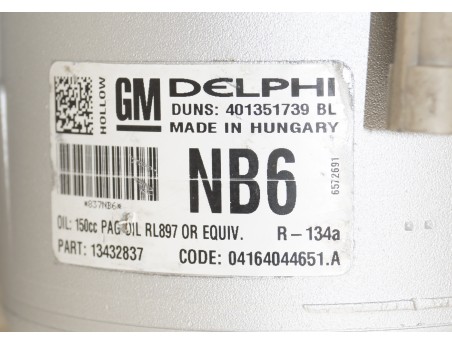 HOLLOW
GM DELPHI
DUNS: 401351739 BL
MADE IN HUNGARY
*837NB6*
NB6
6572691
OIL: 150cc PAG OIL RL897 OR EQUIV. R-134a
PART: 13432837 CODE: 04164044651.A